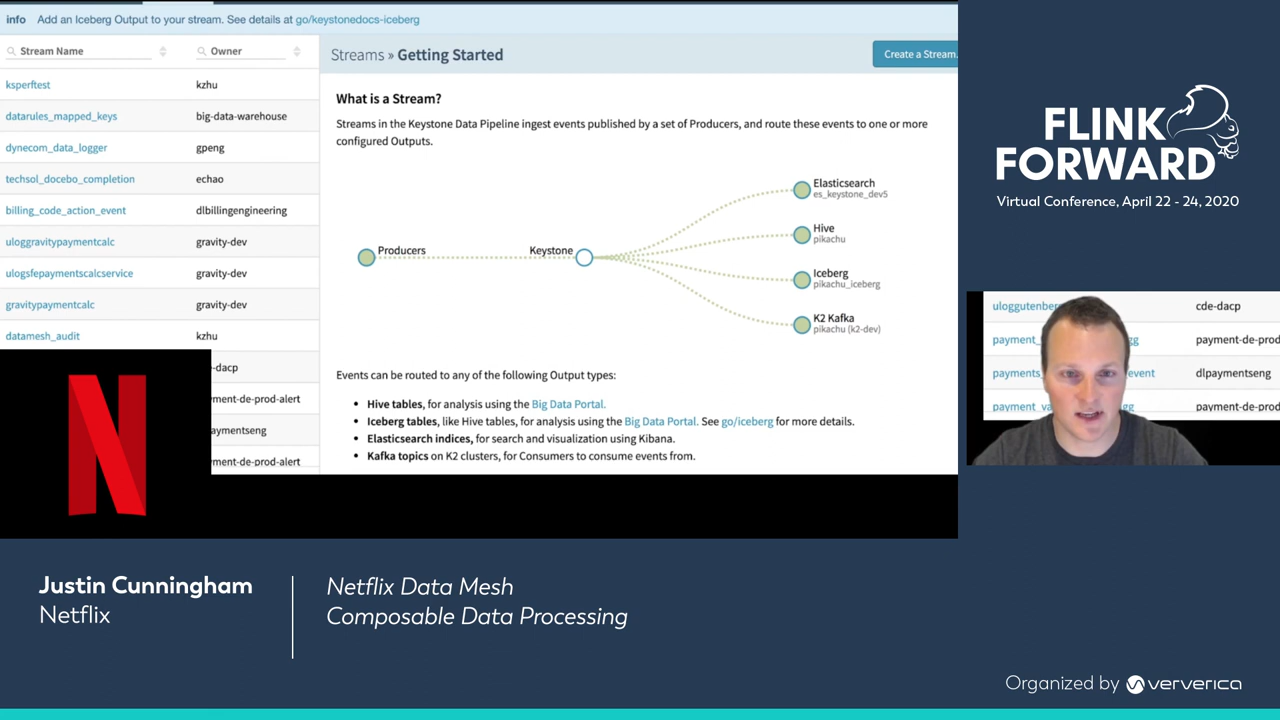 info Add an Iceberg Output to your stream. See details at go/keystonedocs-iceberg
Stream Name Owner
ksperftest kzhu
datarules_mapped_keys big-data-warehouse
dynecom_data_logger gpeng
techsol_docebo_completion echao
billing_code_action_event dlbillingengineering
uloggravitypaymentcalc gravity-dev
ulogsfepaymentscalcservice gravity-dev
gravitypaymentcalc gravity-dev
datamesh_audit kzhu
-dacp
ment-de-prod-alert
aymentseng
ment-de-prod-alert
Streams » Getting Started
Create a Stream.
What is a Stream?
Streams in the Keystone Data Pipeline ingest events published by a set of Producers, and route these events to one or more
configured Outputs.
Producers
Keystone
Elasticsearch
es_keystone_dev5
Hive
pikachu
Iceberg
pikachu_iceberg
K2 Kafka
pikachu (k2-dev)
Events can be routed to any of the following Output types:
• Hive tables, for analysis using the Big Data Portal.
• Iceberg tables, like Hive tables, for analysis using the Big Data Portal. See go/iceberg for more details.
• Elasticsearch indices, for search and visualization using Kibana.
• Kafka topics on K2 clusters, for Consumers to consume events from.
FLINK
FORWARD
Virtual Conference, April 22 - 24, 2020
uloggutenber cde-dacp
payment_ gg payment-de-prod
payments_ event dlpaymentseng
payment_va gg payment-de-prod
Justin Cunningham
Netflix
Netflix Data Mesh
Composable Data Processing
Organized by ververica